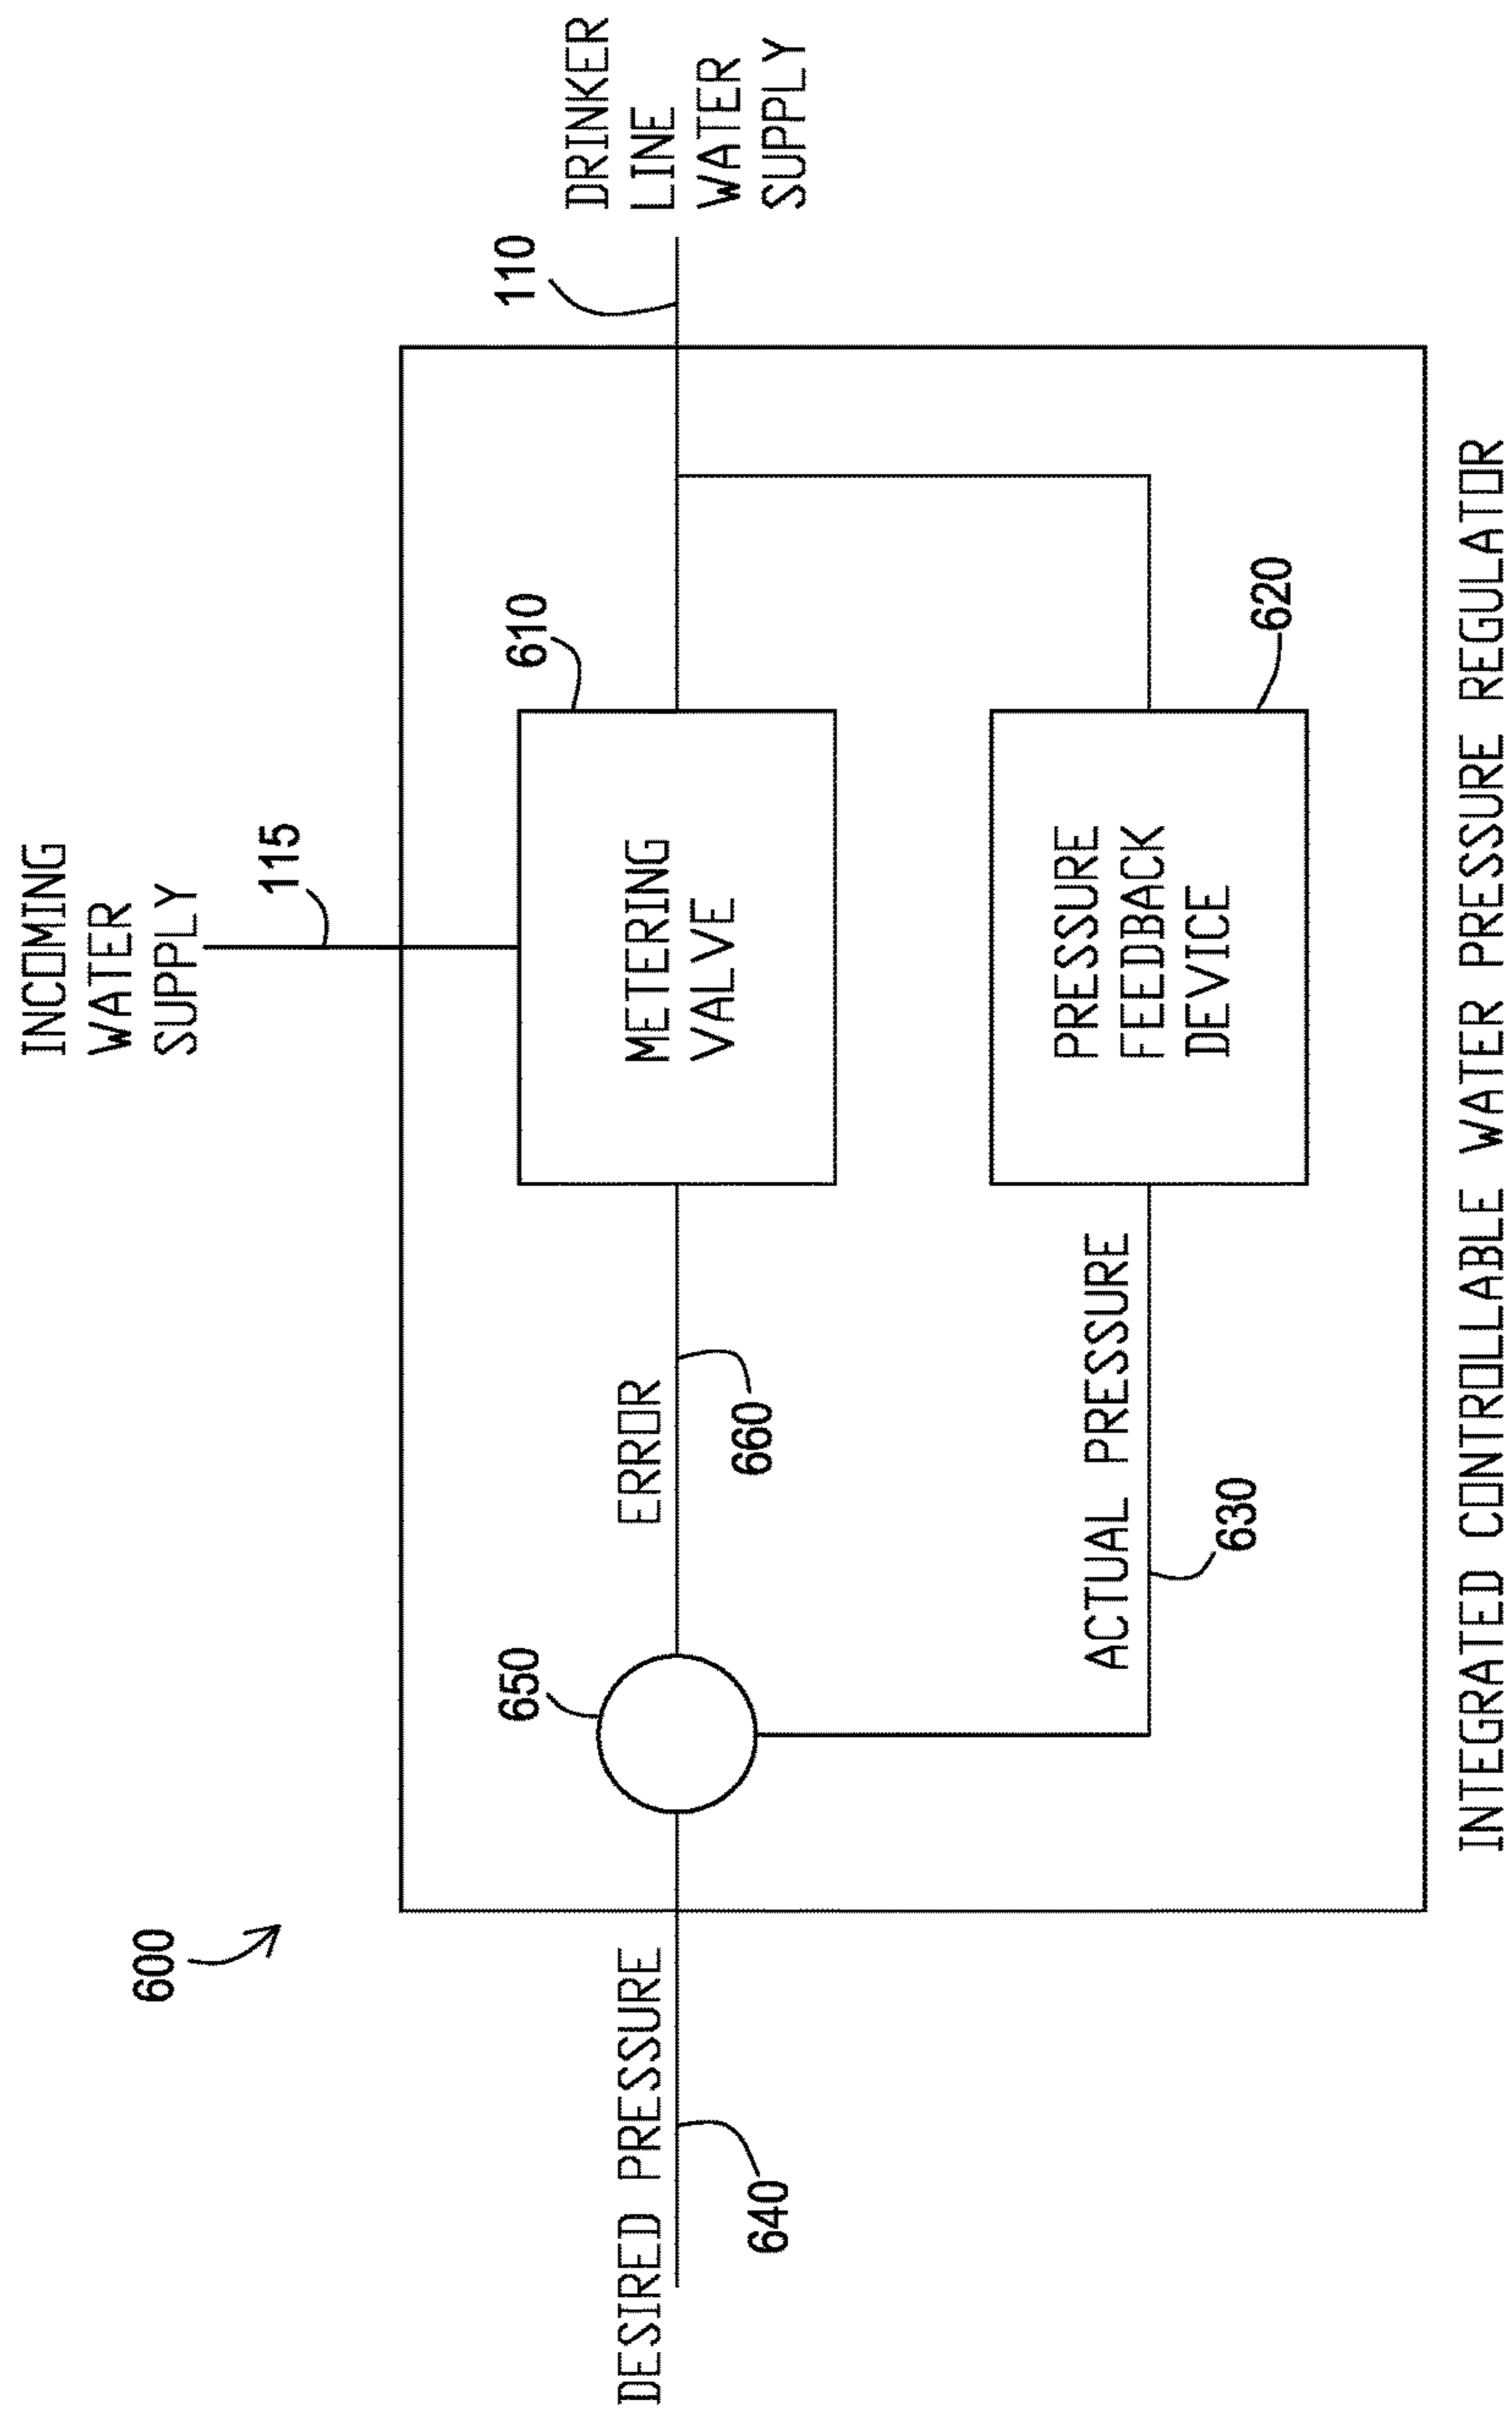 INCOMING
WATER
SUPPLY
115
600
DESIRED PRESSURE
640
650
ERROR
660
METERING
VALVE
610
110
DRINKER
LINE
WATER
SUPPLY
ACTUAL PRESSURE
630
PRESSURE
FEEDBACK
DEVICE
620
INTEGRATED CONTROLLABLE WATER PRESSURE REGULATOR